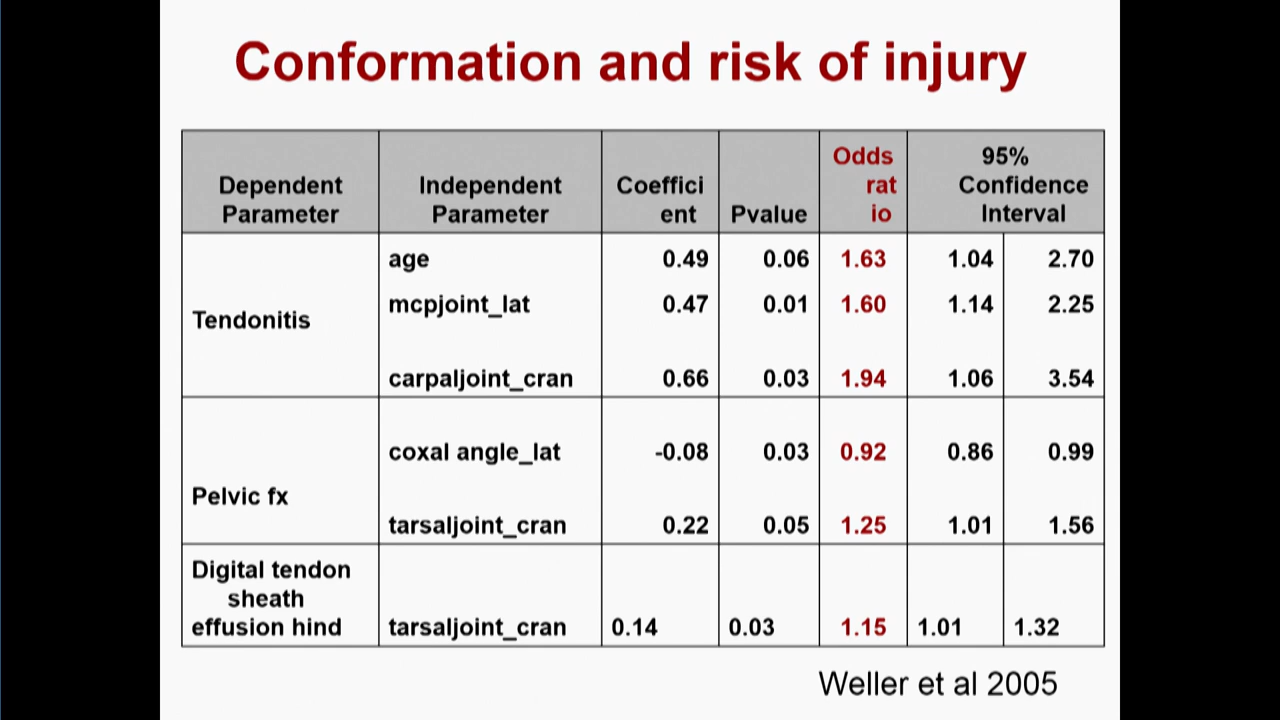 Conformation and risk of injury
Dependent Parameter | Independent Parameter | Coeffici ent | Pvalue | Odds rat io | 95% Confidence Interval
Tendonitis | age | 0.49 | 0.06 | 1.63 | 1.04 | 2.70
mcpjoint_lat | 0.47 | 0.01 | 1.60 | 1.14 | 2.25
carpaljoint_cran | 0.66 | 0.03 | 1.94 | 1.06 | 3.54
Pelvic fx | coxal angle_lat | -0.08 | 0.03 | 0.92 | 0.86 | 0.99
tarsaljoint_cran | 0.22 | 0.05 | 1.25 | 1.01 | 1.56
Digital tendon sheath effusion hind | tarsaljoint_cran | 0.14 | 0.03 | 1.15 | 1.01 | 1.32
Weller et al 2005